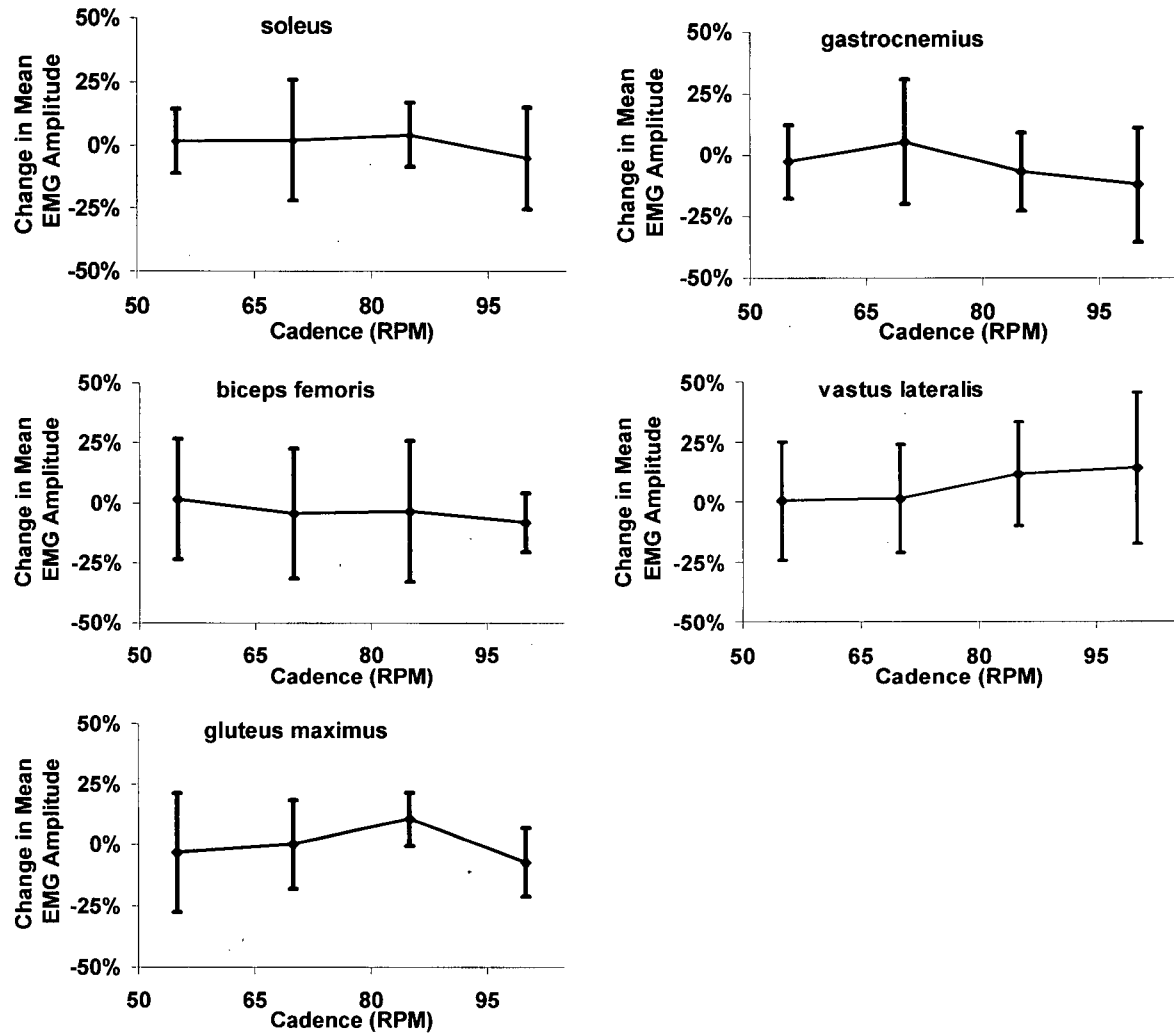 soleus
Change in Mean
EMG Amplitude
50%
25%
0%
-25%
-50%
50 65 80 95
Cadence (RPM)
gastrocnemius
Change in Mean
EMG Amplitude
50%
25%
0%
-25%
-50%
50 65 80 95
Cadence (RPM)
biceps femoris
Change in Mean
EMG Amplitude
50%
25%
0%
-25%
-50%
50 65 80 95
Cadence (RPM)
vastus lateralis
Change in Mean
EMG Amplitude
50%
25%
0%
-25%
-50%
50 65 80 95
Cadence (RPM)
gluteus maximus
Change in Mean
EMG Amplitude
50%
25%
0%
-25%
-50%
50 65 80 95
Cadence (RPM)